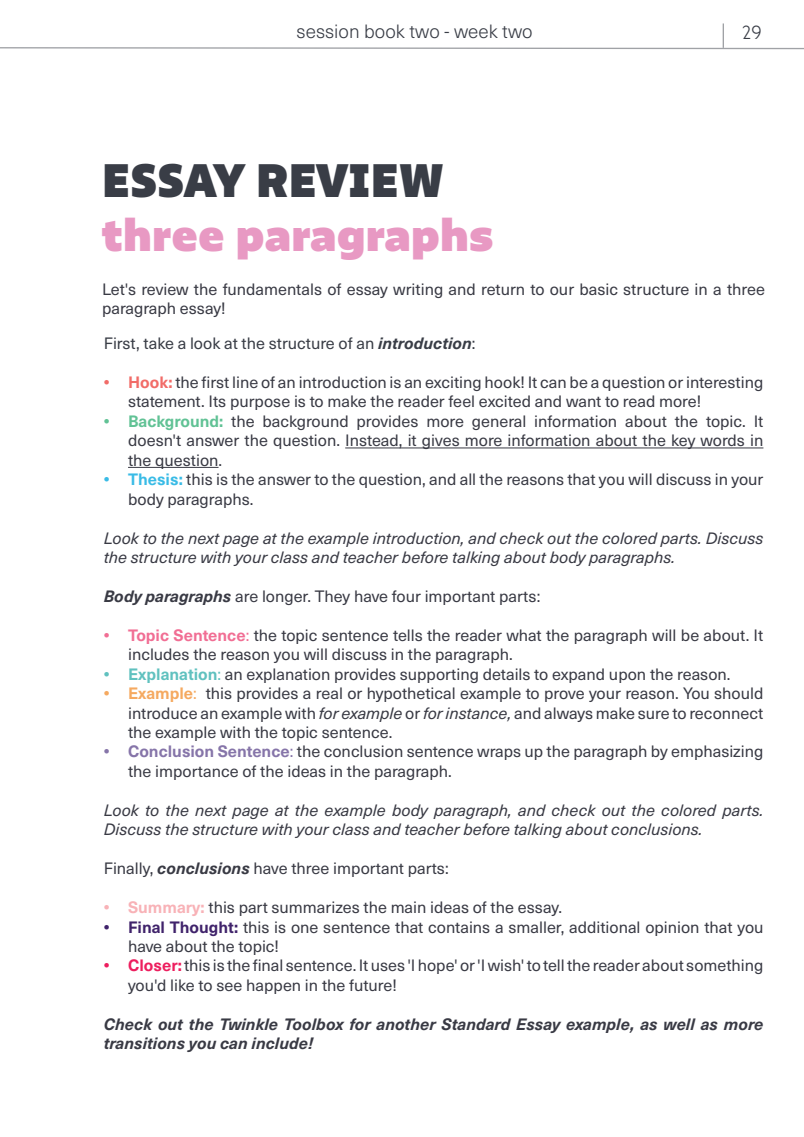 session book two - week two
29
ESSAY REVIEW
three paragraphs
Let's review the fundamentals of essay writing and return to our basic structure in a three
paragraph essay!
First, take a look at the structure of an introduction:
• Hook: the first line of an introduction is an exciting hook! It can be a question or interesting
statement. Its purpose is to make the reader feel excited and want to read more!
• Background: the background provides more general information about the topic. It
doesn't answer the question. Instead, it gives more information about the key words in
the question.
• Thesis: this is the answer to the question, and all the reasons that you will discuss in your
body paragraphs.
Look to the next page at the example introduction, and check out the colored parts. Discuss
the structure with your class and teacher before talking about body paragraphs.
Body paragraphs are longer. They have four important parts:
• Topic Sentence: the topic sentence tells the reader what the paragraph will be about. It
includes the reason you will discuss in the paragraph.
• Explanation: an explanation provides supporting details to expand upon the reason.
• Example: this provides a real or hypothetical example to prove your reason. You should
introduce an example with for example or for instance, and always make sure to reconnect
the example with the topic sentence.
• Conclusion Sentence: the conclusion sentence wraps up the paragraph by emphasizing
the importance of the ideas in the paragraph.
Look to the next page at the example body paragraph, and check out the colored parts.
Discuss the structure with your class and teacher before talking about conclusions.
Finally, conclusions have three important parts:
• Summary: this part summarizes the main ideas of the essay.
• Final Thought: this is one sentence that contains a smaller, additional opinion that you
have about the topic!
• Closer: this is the final sentence. It uses 'I hope' or 'I wish' to tell the reader about something
you'd like to see happen in the future!
Check out the Twinkle Toolbox for another Standard Essay example, as well as more
transitions you can include!